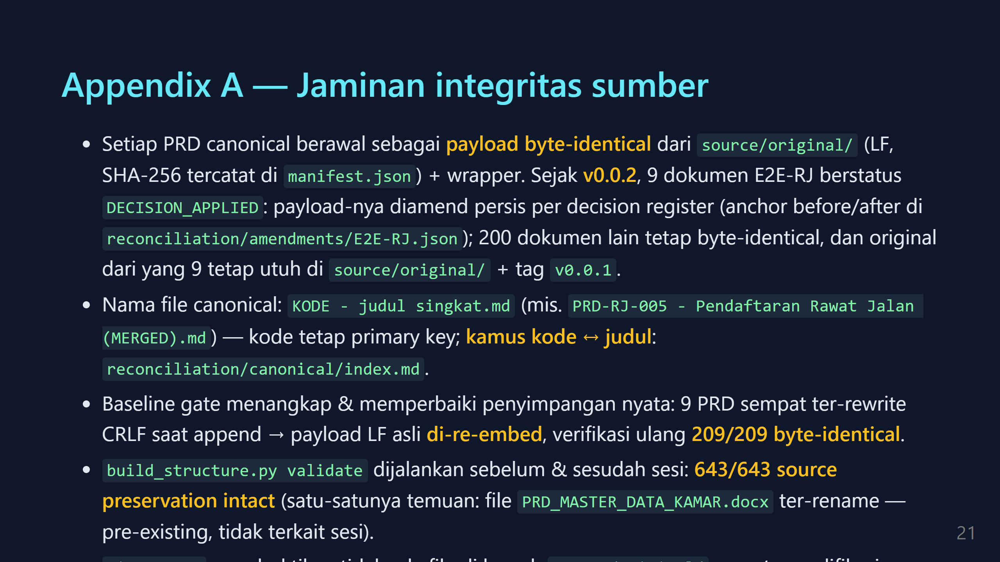 Appendix A — Jaminan integritas sumber
• Setiap PRD canonical berawal sebagai payload byte-identical dari source/original/ (LF,
SHA-256 tercatat di manifest.json) + wrapper. Sejak v0.0.2, 9 dokumen E2E-RJ berstatus
DECISION_APPLIED: payload-nya diamend persis per decision register (anchor before/after di
reconciliation/amendments/E2E-RJ.json); 200 dokumen lain tetap byte-identical, dan original
dari yang 9 tetap utuh di source/original/ + tag v0.0.1.
• Nama file canonical: KODE - judul singkat.md (mis. PRD-RJ-005 - Pendaftaran Rawat Jalan
(MERGED).md) — kode tetap primary key; kamus kode ↔ judul:
reconciliation/canonical/index.md.
• Baseline gate menangkap & memperbaiki penyimpangan nyata: 9 PRD sempat ter-rewrite
CRLF saat append → payload LF asli di-re-embed, verifikasi ulang 209/209 byte-identical.
• build_structure.py validate dijalankan sebelum & sesudah sesi: 643/643 source
preservation intact (satu-satunya temuan: file PRD_MASTER_DATA_KAMAR.docx ter-rename —
pre-existing, tidak terkait sesi).
21